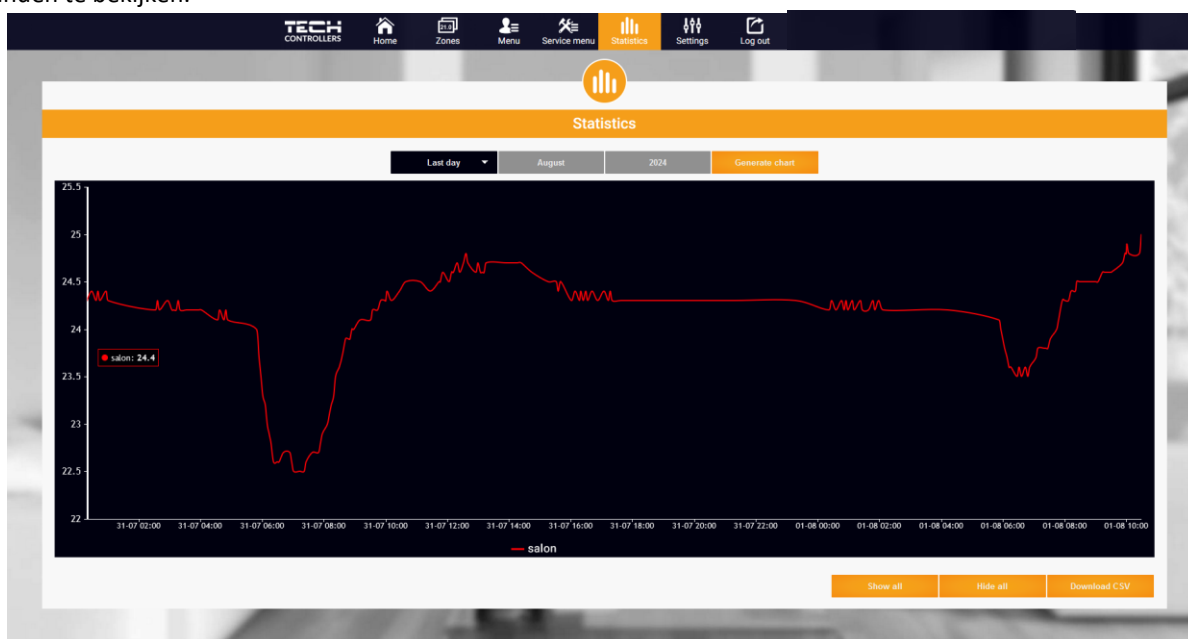 te bekijken.
TECH
CONTROLLERS
Home
21.0
Zones
Menu
Service menu
Statistics
Settings
Log out
Statistics
Last day
August
2024
Generate chart
25.5
25
24.5
24
salon: 24.4
23.5
23
22.5
22
31-07 02:00 31-07 04:00 31-07 06:00 31-07 08:00 31-07 10:00 31-07 12:00 31-07 14:00 31-07 16:00 31-07 18:00 31-07 20:00 31-07 22:00 01-08 00:00 01-08 02:00 01-08 04:00 01-08 06:00 01-08 08:00 01-08 10:00
salon
Show all
Hide all
Download CSV